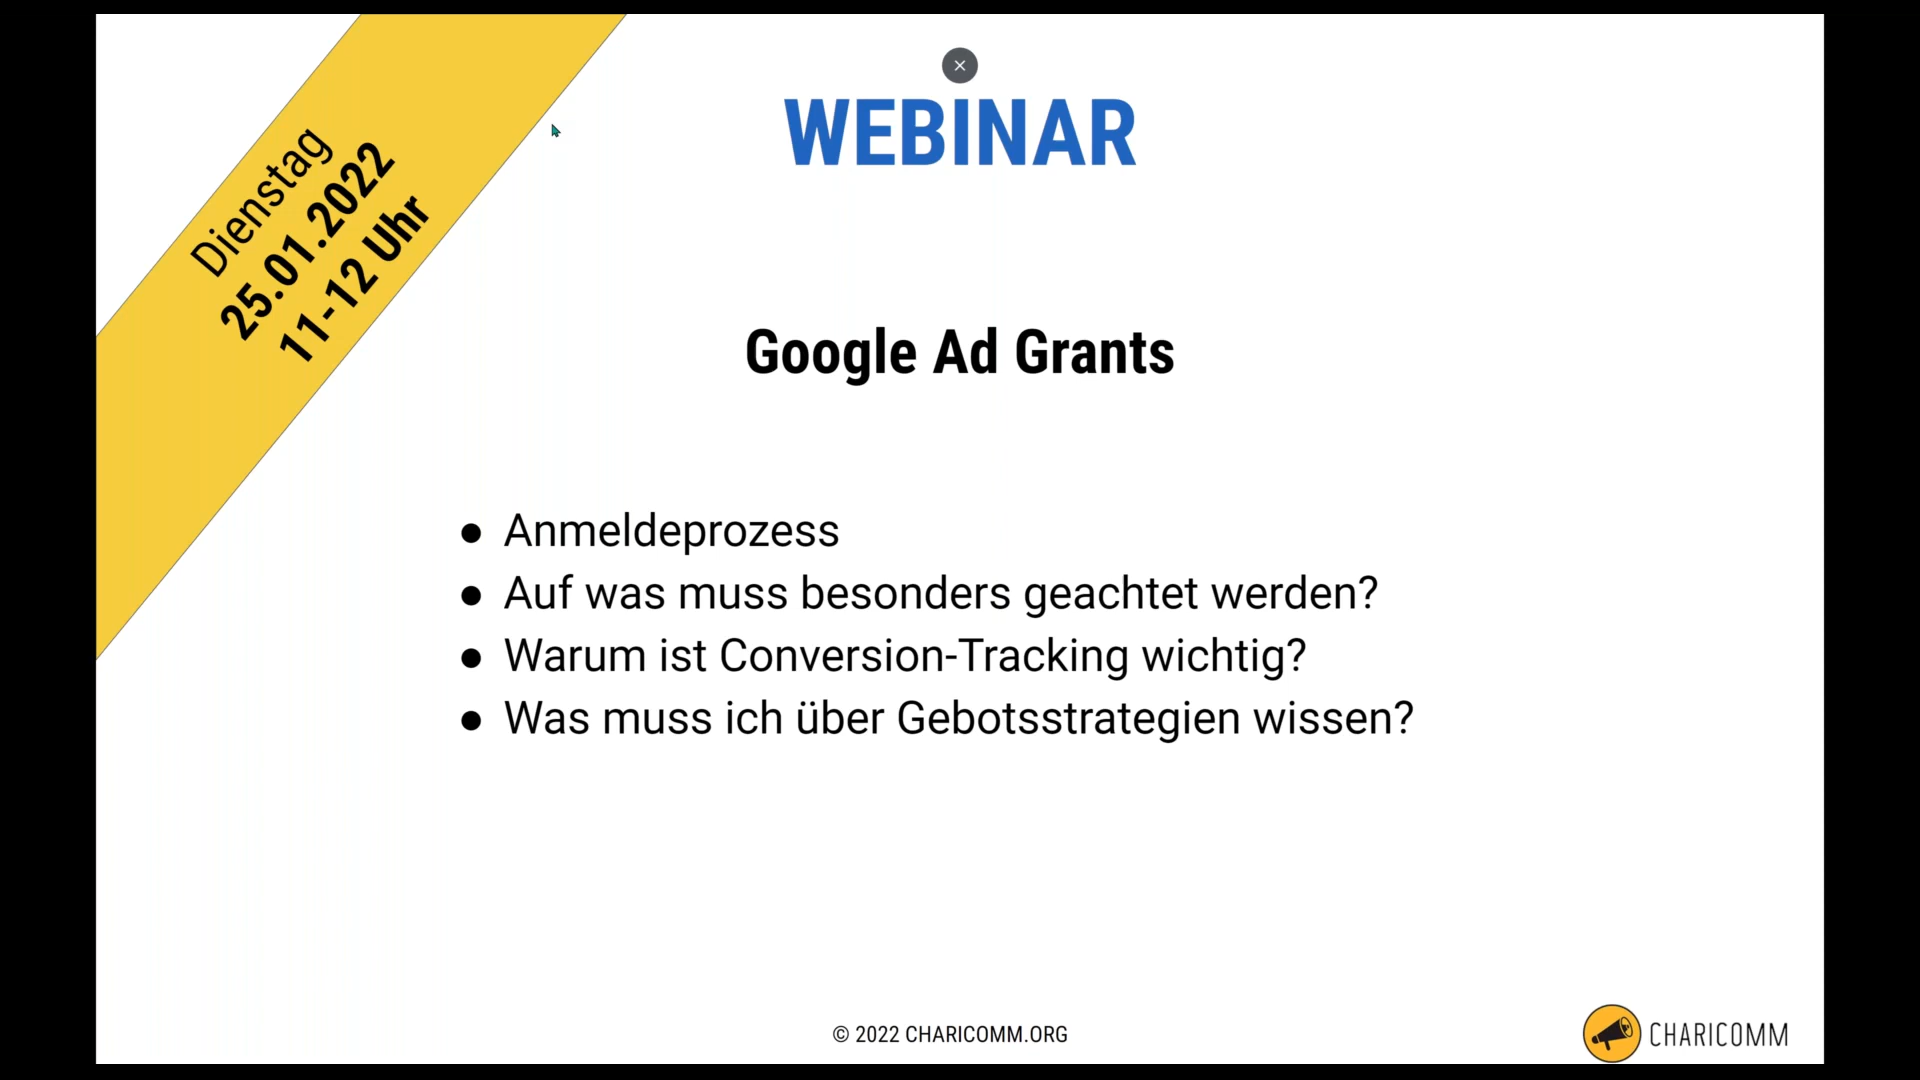 Dienstag
25.01.2022
11-12 Uhr
WEBINAR
Google Ad Grants
● Anmeldeprozess
● Auf was muss besonders geachtet werden?
● Warum ist Conversion-Tracking wichtig?
● Was muss ich über Gebotsstrategien wissen?
© 2022 CHARICOMM.ORG
CHARICOMM